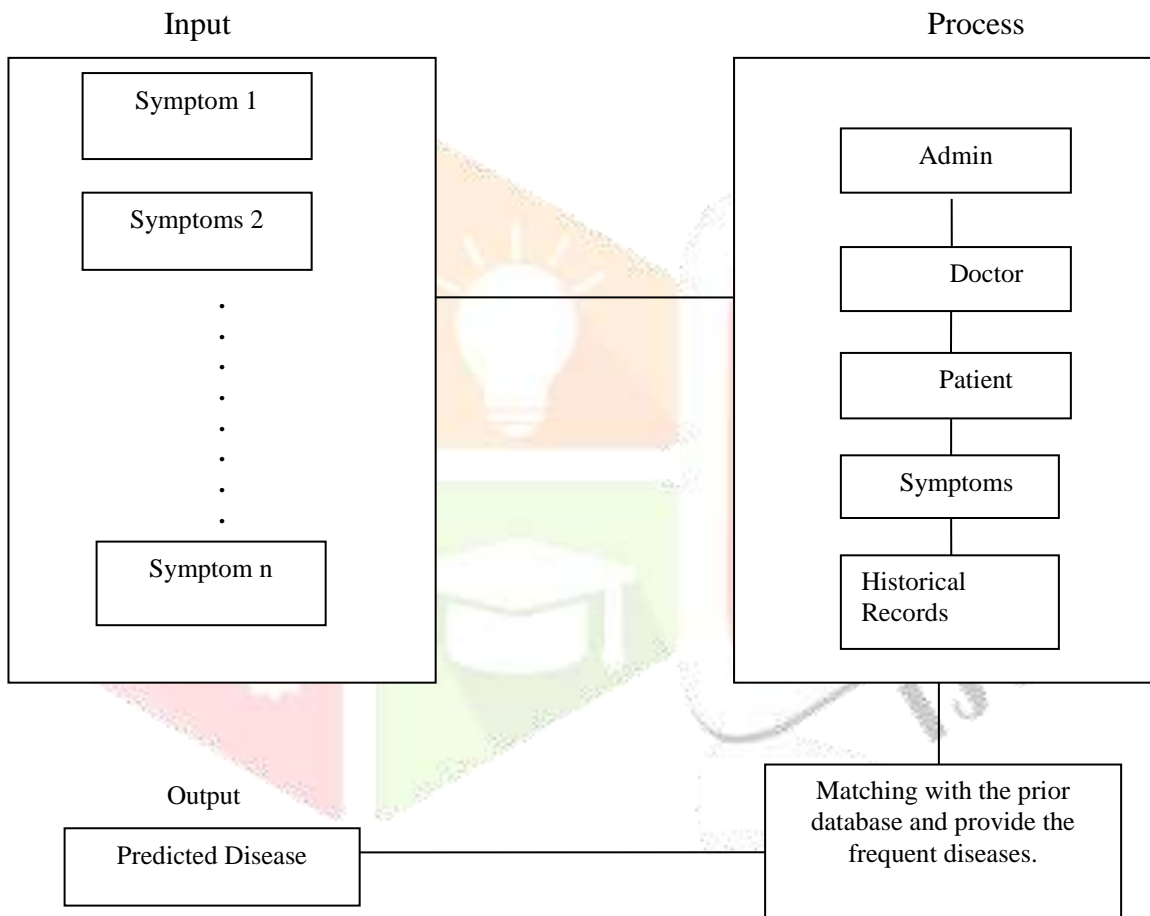 Input
Symptom 1
Symptoms 2
Symptom n
Process
Admin
Doctor
Patient
Symptoms
Historical
Records
Matching with the prior
database and provide the
frequent diseases.
Output
Predicted Disease